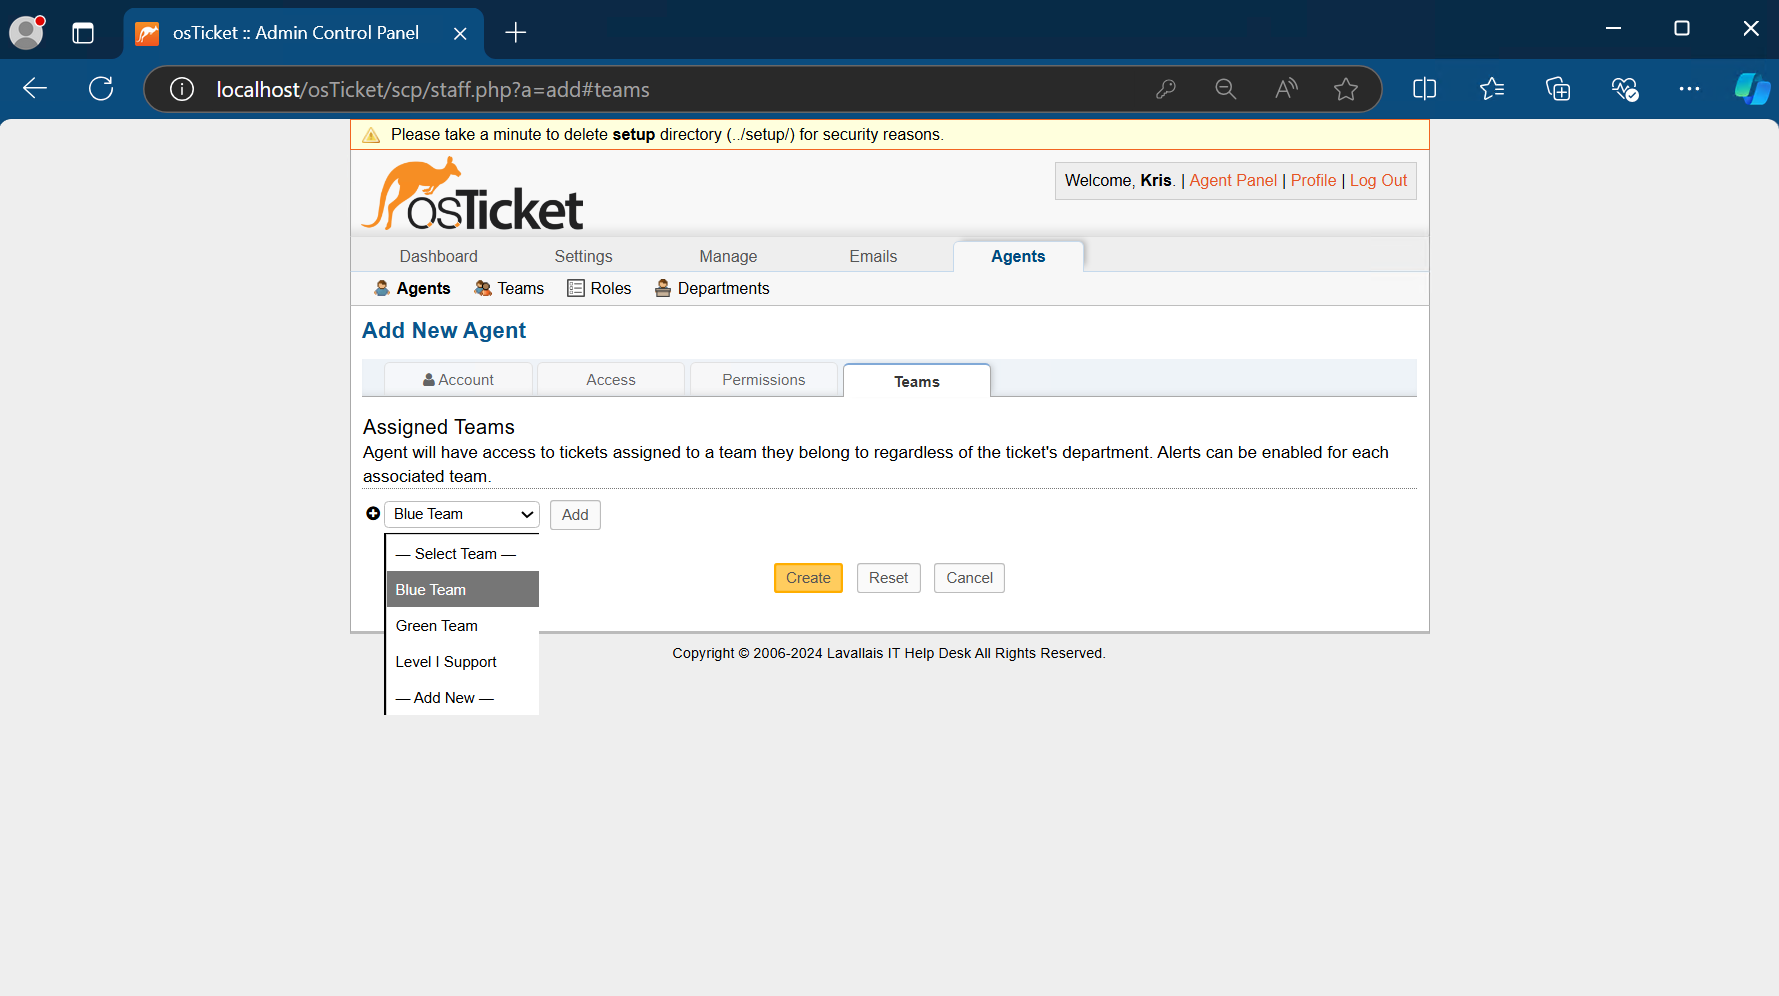 osTicket :: Admin Control Panel
localhost/osTicket/scp/staff.php?a=add#teams
Please take a minute to delete setup directory (../setup/) for security reasons.
osTicket
Welcome, Kris. | Agent Panel | Profile | Log Out
Dashboard Settings Manage Emails Agents
Agents Teams Roles Departments
Add New Agent
Account Access Permissions Teams
Assigned Teams
Agent will have access to tickets assigned to a team they belong to regardless of the ticket's department. Alerts can be enabled for each
associated team.
Blue Team Add
— Select Team —
Blue Team
Green Team
Level I Support
— Add New —
Create Reset Cancel
Copyright © 2006-2024 Lavallais IT Help Desk All Rights Reserved.